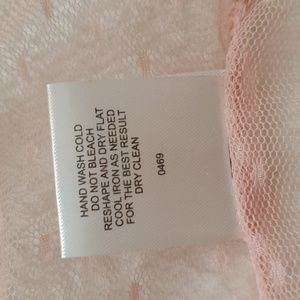 HAND WASH COLD
DO NOT BLEACH
RESHAPE AND DRY FLAT
COOL IRON AS NEEDED
FOR THE BEST RESULT
DRY CLEAN
0469